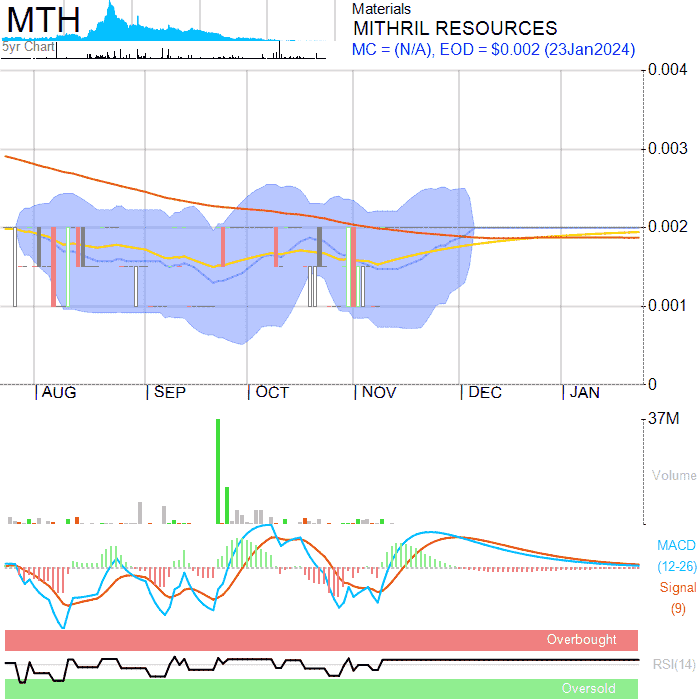 MTH
Materials
MITHRIL RESOURCES
MC = (N/A), EOD = $0.002 (23Jan2024)
5yr Chart
0.004
0.003
0.002
0.001
0
AUG SEP OCT NOV DEC JAN
37M
Volume
MACD
(12-26)
Signal
(9)
Overbought
RSI(14)
Oversold